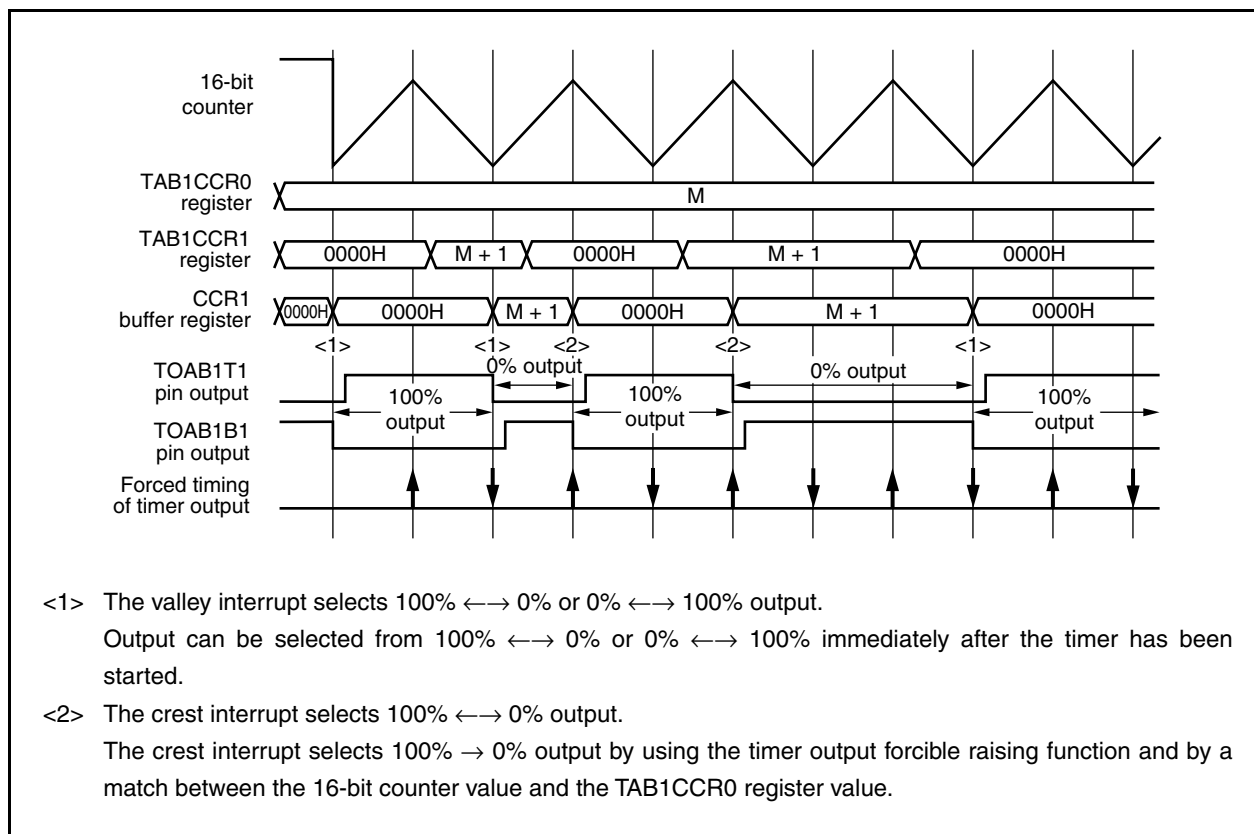 16-bit
counter
TAB1CCR0
register
M
TAB1CCR1
register
0000H M + 1 0000H M + 1 0000H
CCR1
buffer register
0000H 0000H M + 1 0000H M + 1 0000H
<1> <1> <2> <2> <1>
TOAB1T1
pin output
0% output 0% output
100%
output
100%
output
100%
output
TOAB1B1
pin output
Forced timing
of timer output
<1> The valley interrupt selects 100% ←→ 0% or 0% ←→ 100% output.
Output can be selected from 100% ←→ 0% or 0% ←→ 100% immediately after the timer has been
started.
<2> The crest interrupt selects 100% ←→ 0% output.
The crest interrupt selects 100% → 0% output by using the timer output forcible raising function and by a
match between the 16-bit counter value and the TAB1CCR0 register value.